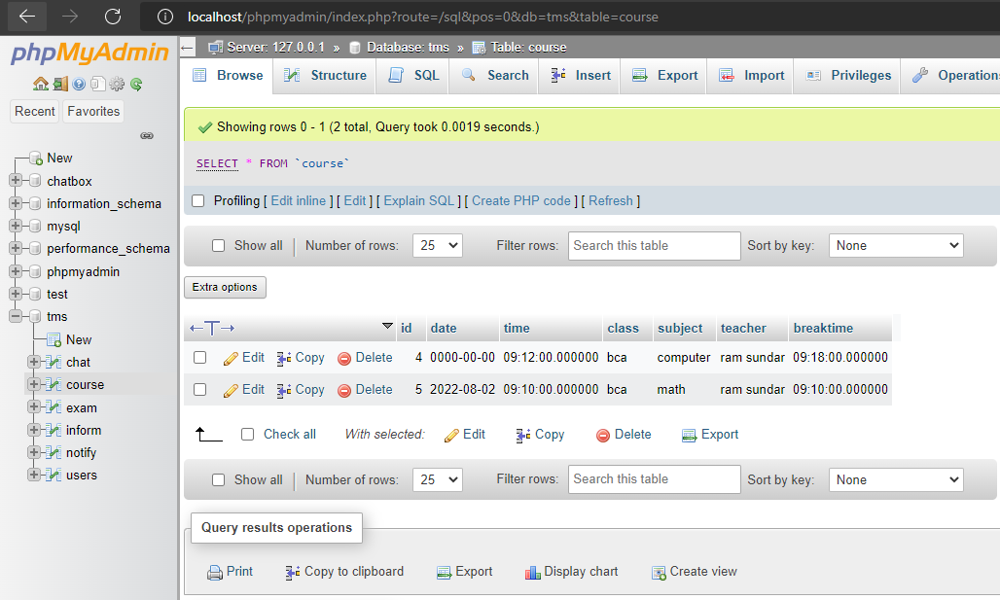 localhost/phpmyadmin/index.php?route=/sql&pos=0&db=tms&table=course
phpMyAdmin
Recent Favorites
New
chatbox
information_schema
mysql
performance_schema
phpmyadmin
test
tms
New
chat
course
exam
inform
notify
users
Server: 127.0.0.1 » Database: tms » Table: course
Browse Structure SQL Search Insert Export Import Privileges Operation
Showing rows 0 - 1 (2 total, Query took 0.0019 seconds.)
SELECT * FROM `course`
Profiling [ Edit inline ] [ Edit ] [ Explain SQL ] [ Create PHP code ] [ Refresh ]
Show all Number of rows: 25 Filter rows: Search this table Sort by key: None
Extra options
id date time class subject teacher breaktime
Edit Copy Delete 4 0000-00-00 09:12:00.000000 bca computer ram sundar 09:18:00.000000
Edit Copy Delete 5 2022-08-02 09:10:00.000000 bca math ram sundar 09:10:00.000000
Check all With selected: Edit Copy Delete Export
Show all Number of rows: 25 Filter rows: Search this table Sort by key: None
Query results operations
Print Copy to clipboard Export Display chart Create view